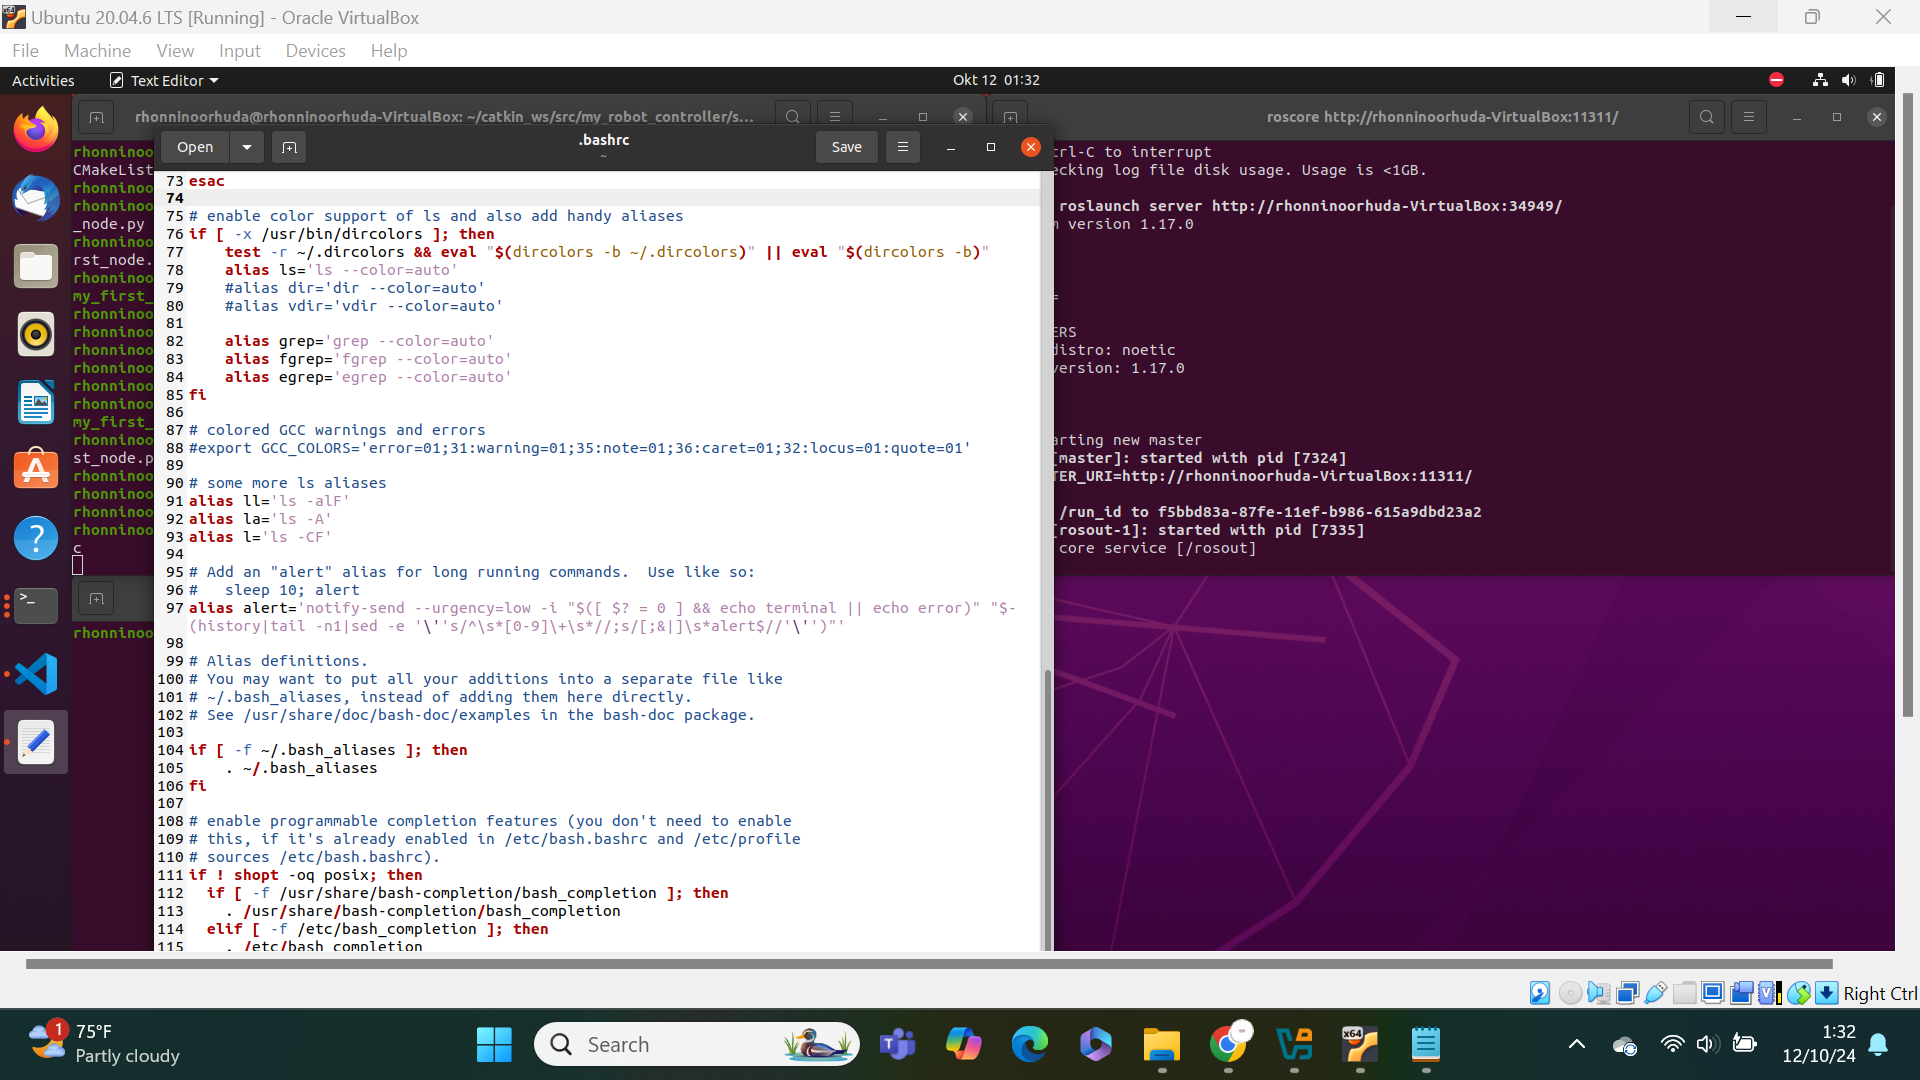 Ubuntu 20.04.6 LTS [Running] - Oracle VirtualBox
File Machine View Input Devices Help
Activities Text Editor Okt 12 01:32
rhonninoorhuda@rhonninoorhuda-VirtualBox: ~/catkin_ws/src/my_robot_controller/s...
roscore http://rhonninoorhuda-VirtualBox:11311/
Open .bashrc Save
~
rhonninoo
CMakeList
rhonninoo
rhonninoo
_node.py
rhonninoo
rst_node.
rhonninoo
my_first_
rhonninoo
rhonninoo
rhonninoo
rhonninoo
rhonninoo
rhonninoo
my_first_
rhonninoo
st_node.p
rhonninoo
rhonninoo
rhonninoo
rhonninoo
c
rhonninoo
73 esac
74
75 # enable color support of ls and also add handy aliases
76 if [ -x /usr/bin/dircolors ]; then
77     test -r ~/.dircolors && eval "$(dircolors -b ~/.dircolors)" || eval "$(dircolors -b)"
78     alias ls='ls --color=auto'
79     #alias dir='dir --color=auto'
80     #alias vdir='vdir --color=auto'
81
82     alias grep='grep --color=auto'
83     alias fgrep='fgrep --color=auto'
84     alias egrep='egrep --color=auto'
85 fi
86
87 # colored GCC warnings and errors
88 #export GCC_COLORS='error=01;31:warning=01;35:note=01;36:caret=01;32:locus=01:quote=01'
89
90 # some more ls aliases
91 alias ll='ls -alF'
92 alias la='ls -A'
93 alias l='ls -CF'
94
95 # Add an "alert" alias for long running commands.  Use like so:
96 #   sleep 10; alert
97 alias alert='notify-send --urgency=low -i "$([ $? = 0 ] && echo terminal || echo error)" "$-
(history|tail -n1|sed -e '\''s/^\s*[0-9]\+\s*//;s/[;&|]\s*alert$//'\'')"'
98
99 # Alias definitions.
100 # You may want to put all your additions into a separate file like
101 # ~/.bash_aliases, instead of adding them here directly.
102 # See /usr/share/doc/bash-doc/examples in the bash-doc package.
103
104 if [ -f ~/.bash_aliases ]; then
105     . ~/.bash_aliases
106 fi
107
108 # enable programmable completion features (you don't need to enable
109 # this, if it's already enabled in /etc/bash.bashrc and /etc/profile
110 # sources /etc/bash.bashrc).
111 if ! shopt -oq posix; then
112   if [ -f /usr/share/bash-completion/bash_completion ]; then
113     . /usr/share/bash-completion/bash_completion
114   elif [ -f /etc/bash_completion ]; then
115     . /etc/bash_completion
trl-C to interrupt
ecking log file disk usage. Usage is <1GB.
roslaunch server http://rhonninoorhuda-VirtualBox:34949/
version 1.17.0
=
ERS
distro: noetic
version: 1.17.0
arting new master
[master]: started with pid [7324]
TER_URI=http://rhonninoorhuda-VirtualBox:11311/
/run_id to f5bbd83a-87fe-11ef-b986-615a9dbd23a2
[rosout-1]: started with pid [7335]
core service [/rosout]
Right Ctrl
1
75°F
Partly cloudy
Search
x64
1:32
12/10/24